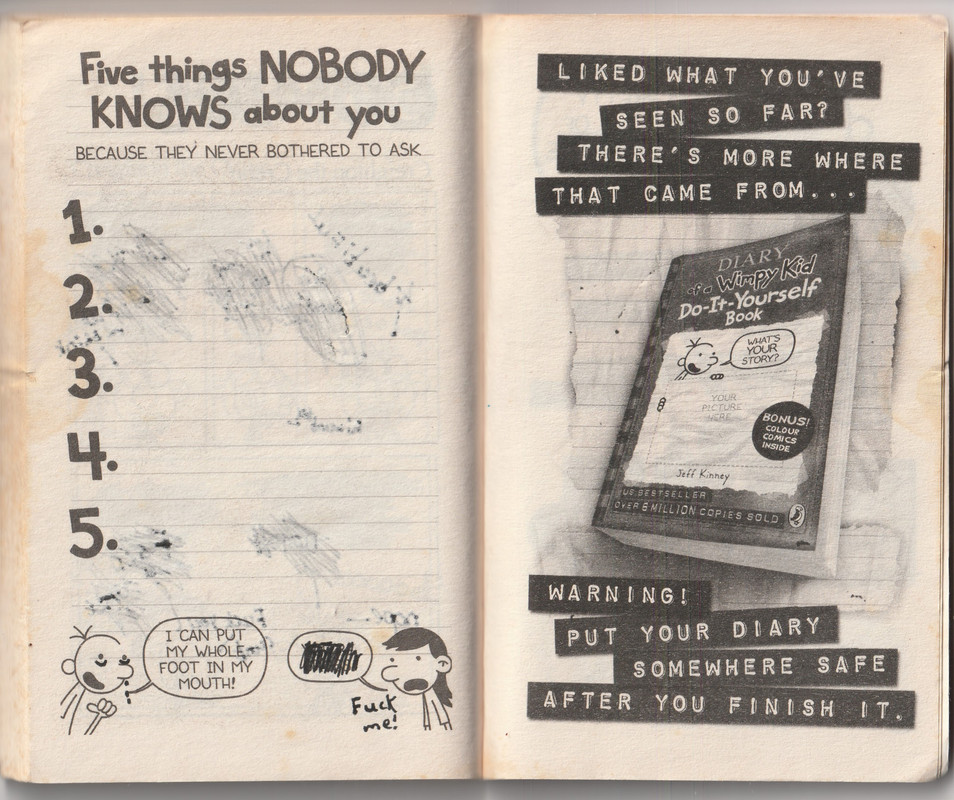 Five things NOBODY
KNOWS about you
BECAUSE THEY NEVER BOTHERED TO ASK
1.
2.
3.
4.
5.
I CAN PUT
MY WHOLE
FOOT IN MY
MOUTH!
Fuck
me!
LIKED WHAT YOU'VE
SEEN SO FAR?
THERE'S MORE WHERE
THAT CAME FROM...
DIARY
of a Wimpy Kid
Do-It-Yourself
Book
WHAT'S
YOUR
STORY?
YOUR
PICTURE
HERE
BONUS!
COLOUR
COMICS
INSIDE
Jeff Kinney
BESTSELLER
OVER 6 MILLION COPIES SOLD
WARNING!
PUT YOUR DIARY
SOMEWHERE SAFE
AFTER YOU FINISH IT.